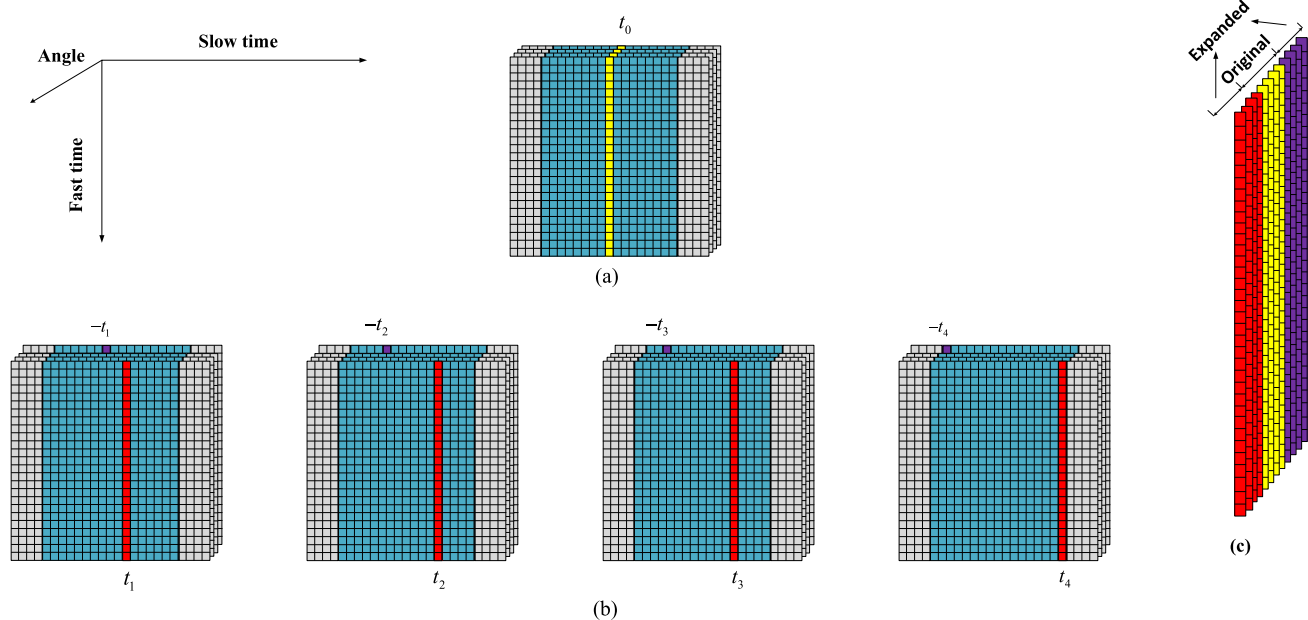 Slow time
Angle
Fast time
t0
(a)
Expanded
Original
−t1
−t2
−t3
−t4
t1
t2
t3
t4
(b)
(c)